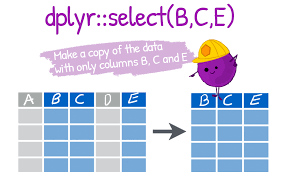 dplyr::select(B,C,E)
Make a copy of the data
with only columns B, C and E
A B C D E
B C E